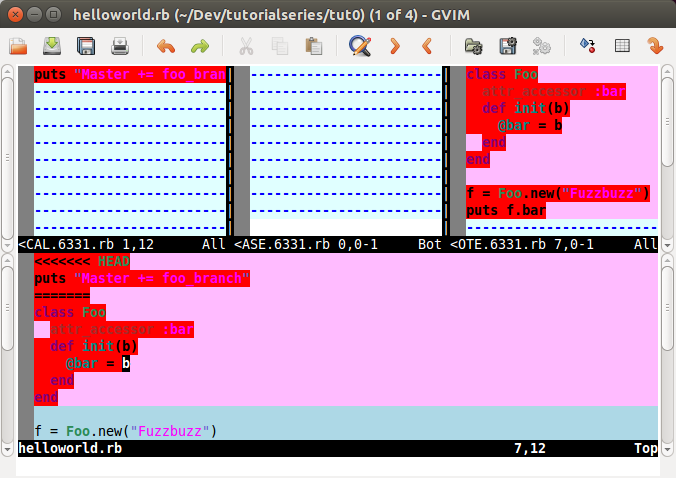 helloworld.rb (~/Dev/tutorialseries/tut0) (1 of 4) - GVIM
puts "Master += foo_bran
<CAL.6331.rb 1,12 All
<ASE.6331.rb 0,0-1 Bot
class Foo
attr_accessor :bar
def init(b)
@bar = b
end
end
f = Foo.new("Fuzzbuzz")
puts f.bar
<OTE.6331.rb 7,0-1 All
<<<<<<< HEAD
puts "Master += foo_branch"
=======
class Foo
attr_accessor :bar
def init(b)
@bar = b
end
end
f = Foo.new("Fuzzbuzz")
helloworld.rb 7,12 Top